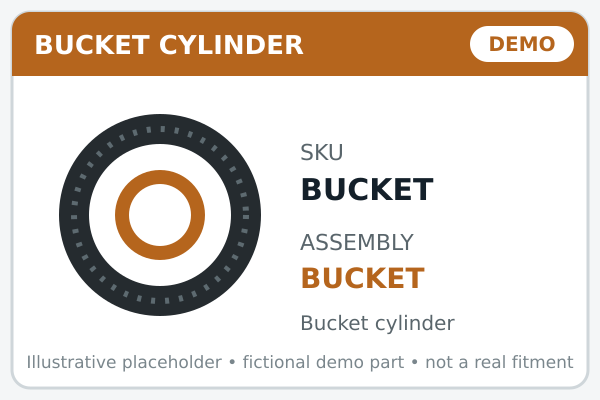 BUCKET CYLINDER
DEMO
SKU
BUCKET
ASSEMBLY
BUCKET
Bucket cylinder
Illustrative placeholder • fictional demo part • not a real fitment